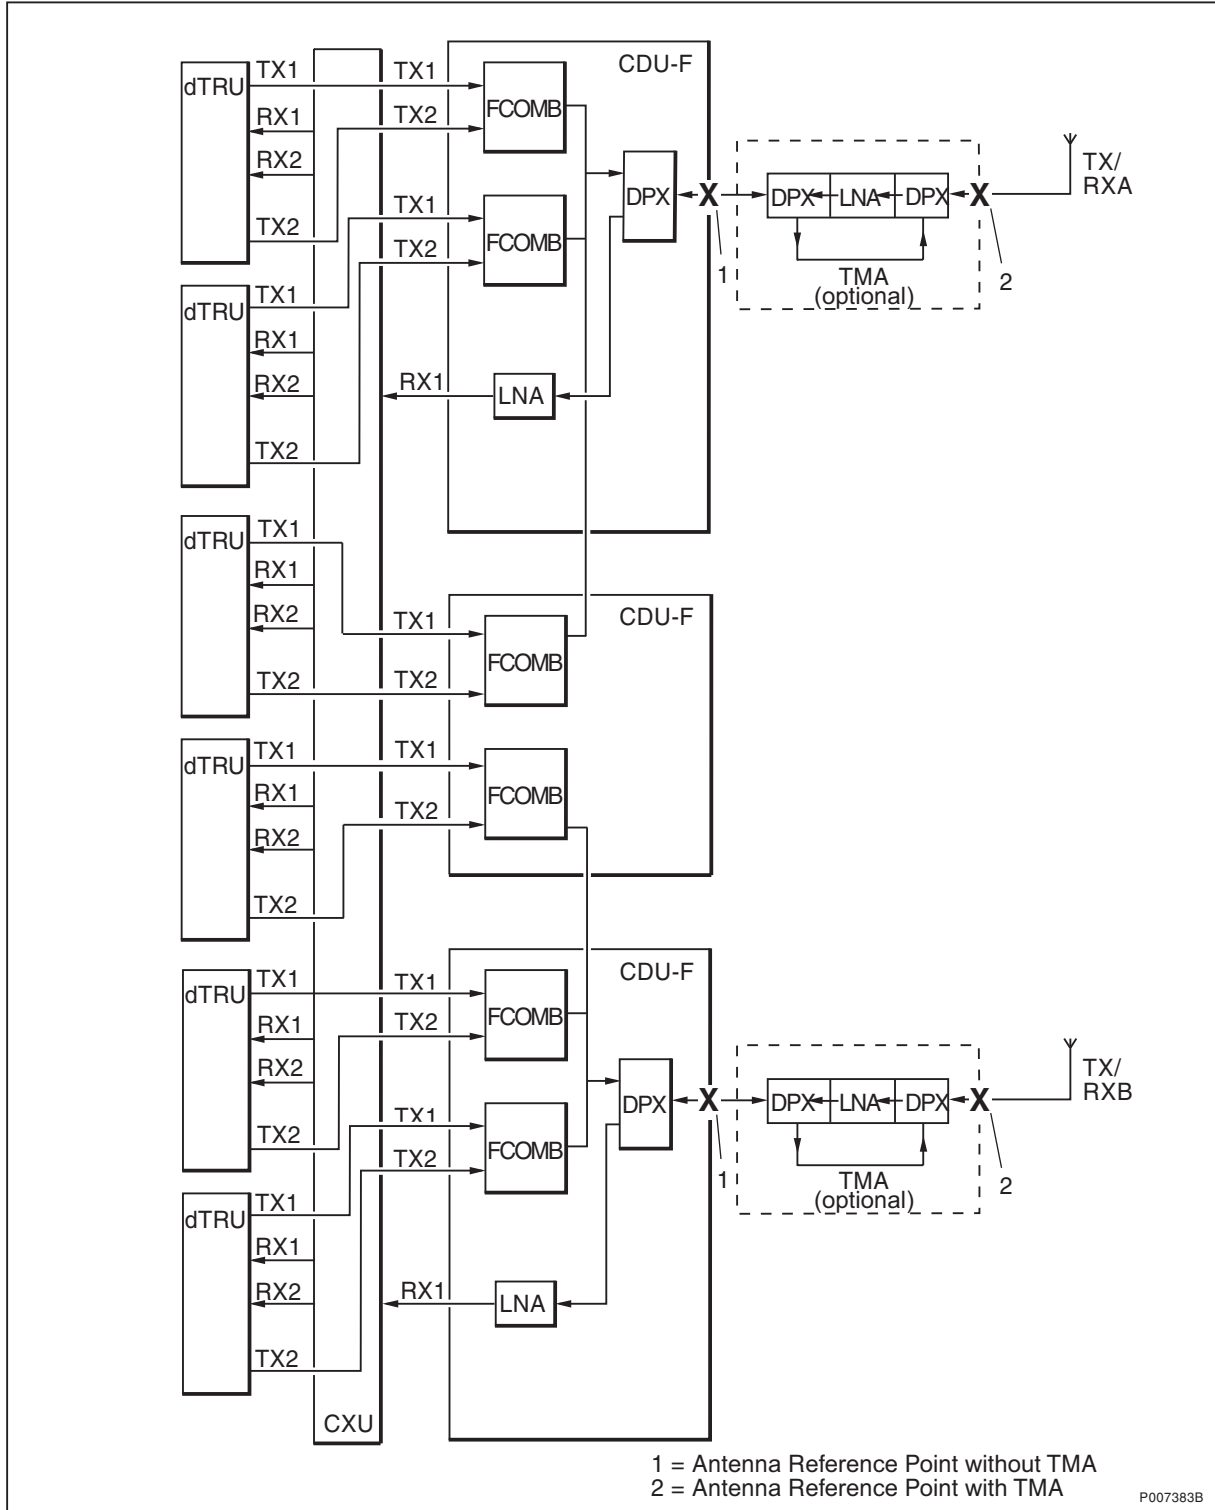 TX1 TX1 CDU-F
dTRU
FCOMB
RX1 TX2
RX2 TX/
RXA
DPX DPX LNA DPX
TX1
TX2 TX2 FCOMB
1 TMA 2
(optional)
TX1
dTRU
RX1
RX2 RX1 LNA
TX2
TX1 CDU-F
dTRU
RX1
RX2 TX1
FCOMB
TX2 TX2
TX1 TX1
dTRU
RX1 FCOMB
TX2
RX2
TX2
CDU-F
TX1 TX1
dTRU
FCOMB
RX1 TX2
RX2 TX/
RXB
DPX DPX LNA DPX
TX1
TX2 FCOMB
TX2
1 TMA 2
(optional)
TX1
dTRU
RX1
RX2 RX1 LNA
TX2
CXU
1 = Antenna Reference Point without TMA
2 = Antenna Reference Point with TMA
P007383B